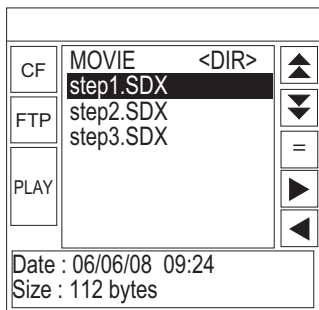 CF
FTP
PLAY
MOVIE <DIR>
step1.SDX
step2.SDX
step3.SDX
=
Date : 06/06/08 09:24
Size : 112 bytes